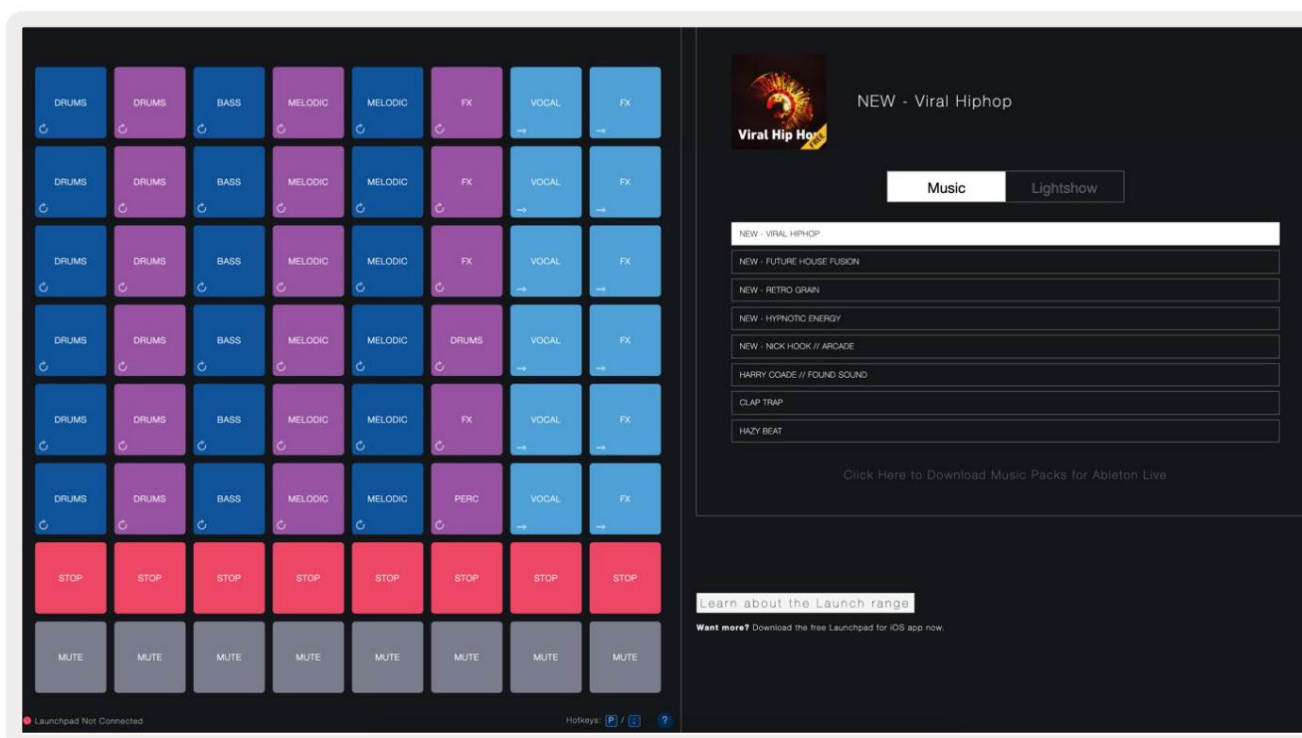 DRUMS DRUMS BASS MELODIC MELODIC FX VOCAL FX
DRUMS DRUMS BASS MELODIC MELODIC FX VOCAL FX
DRUMS DRUMS BASS MELODIC MELODIC FX VOCAL FX
DRUMS DRUMS BASS MELODIC MELODIC DRUMS VOCAL FX
DRUMS DRUMS BASS MELODIC MELODIC FX VOCAL FX
DRUMS DRUMS BASS MELODIC MELODIC PERC VOCAL FX
STOP STOP STOP STOP STOP STOP STOP STOP
MUTE MUTE MUTE MUTE MUTE MUTE MUTE MUTE
Launchpad Not Connected
Hotkeys: P / ; ?
Viral Hip Hop
FREE
NEW - Viral Hiphop
Music Lightshow
NEW - VIRAL HIPHOP
NEW - FUTURE HOUSE FUSION
NEW - RETRO GRAIN
NEW - HYPNOTIC ENERGY
NEW - NICK HOOK // ARCADE
HARRY COADE // FOUND SOUND
CLAP TRAP
HAZY BEAT
Click Here to Download Music Packs for Ableton Live
Learn about the Launch range
Want more? Download the free Launchpad for iOS app now.